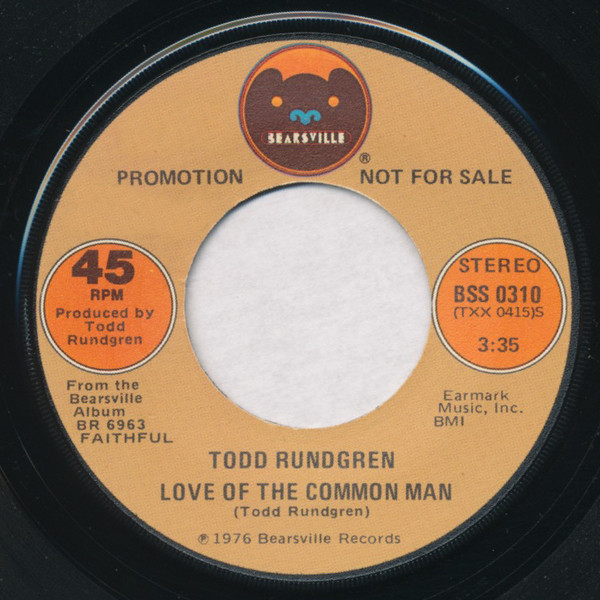 BEARSVILLE
®
PROMOTION NOT FOR SALE
45
RPM
Produced by
Todd
Rundgren
STEREO
BSS 0310
(TXX 0415)S
3:35
From the
Bearsville
Album
BR 6963
FAITHFUL
Earmark
Music, Inc.
BMI
TODD RUNDGREN
LOVE OF THE COMMON MAN
(Todd Rundgren)
℗ 1976 Bearsville Records